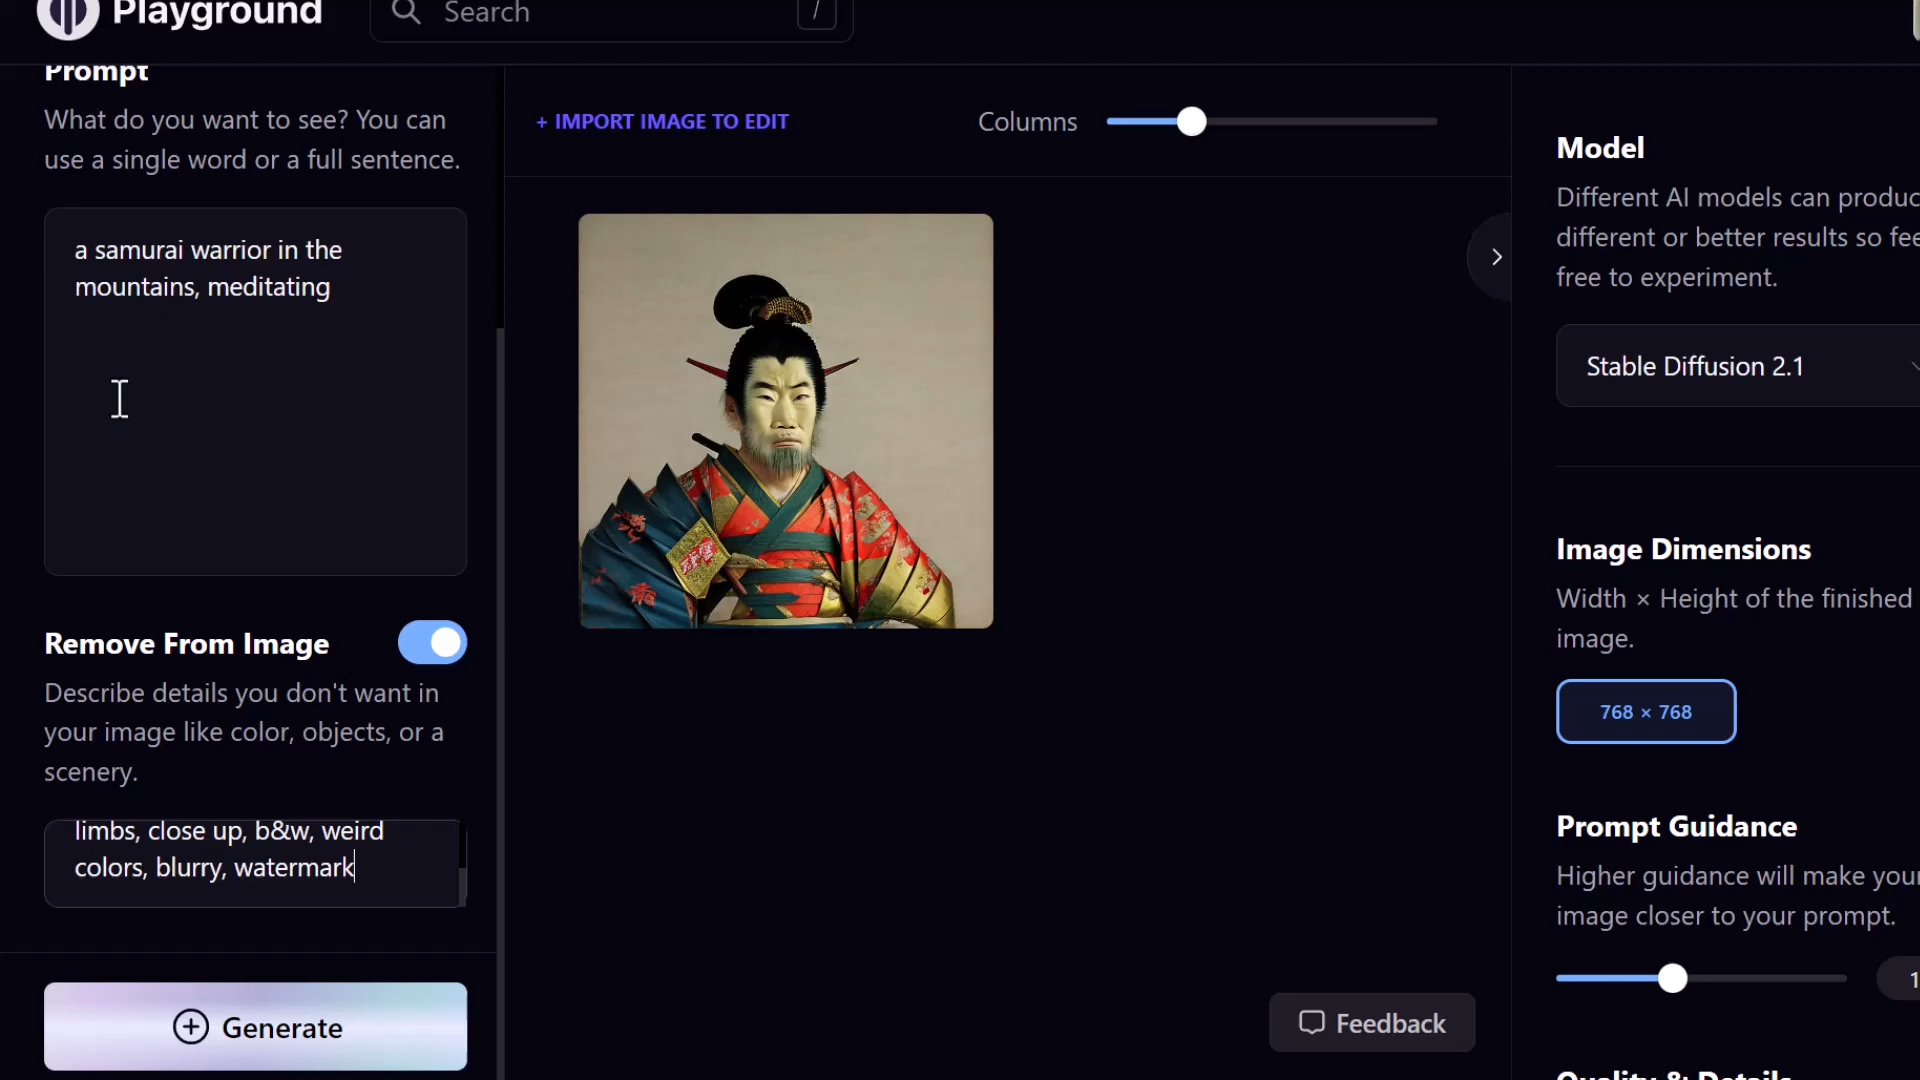 Playground
Search
/
Prompt
What do you want to see? You can
use a single word or a full sentence.
a samurai warrior in the
mountains, meditating
Remove From Image
Describe details you don't want in
your image like color, objects, or a
scenery.
limbs, close up, b&w, weird
colors, blurry, watermark
Generate
+ IMPORT IMAGE TO EDIT
Columns
Feedback
Model
Different AI models can produc
different or better results so fee
free to experiment.
Stable Diffusion 2.1
Image Dimensions
Width × Height of the finished
image.
768 × 768
Prompt Guidance
Higher guidance will make your
image closer to your prompt.
1
Quality & Details